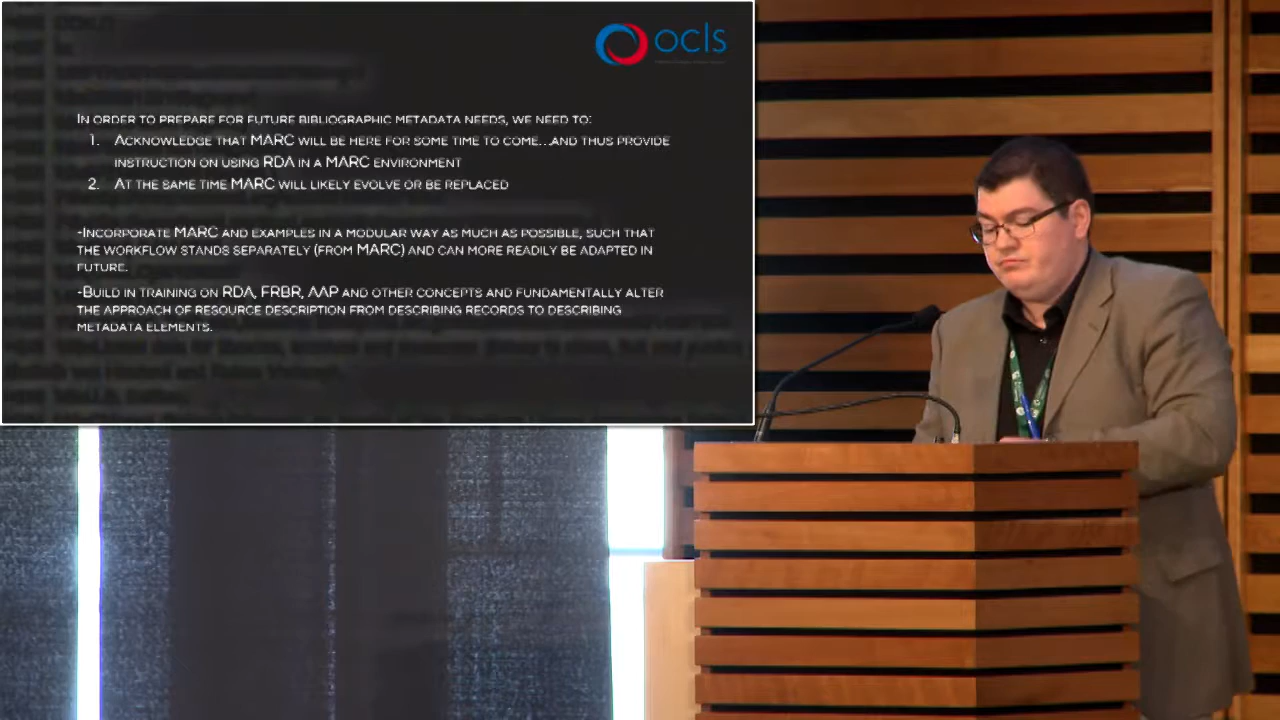 ocls
IN ORDER TO PREPARE FOR FUTURE BIBLIOGRAPHIC METADATA NEEDS, WE NEED TO:
1. ACKNOWLEDGE THAT MARC WILL BE HERE FOR SOME TIME TO COME...AND THUS PROVIDE
INSTRUCTION ON USING RDA IN A MARC ENVIRONMENT
2. AT THE SAME TIME MARC WILL LIKELY EVOLVE OR BE REPLACED
-INCORPORATE MARC AND EXAMPLES IN A MODULAR WAY AS MUCH AS POSSIBLE, SUCH THAT
THE WORKFLOW STANDS SEPARATELY (FROM MARC) AND CAN MORE READILY BE ADAPTED IN
FUTURE.
-BUILD IN TRAINING ON RDA, FRBR, AAP AND OTHER CONCEPTS AND FUNDAMENTALLY ALTER
THE APPROACH OF RESOURCE DESCRIPTION FROM DESCRIBING RECORDS TO DESCRIBING
METADATA ELEMENTS.